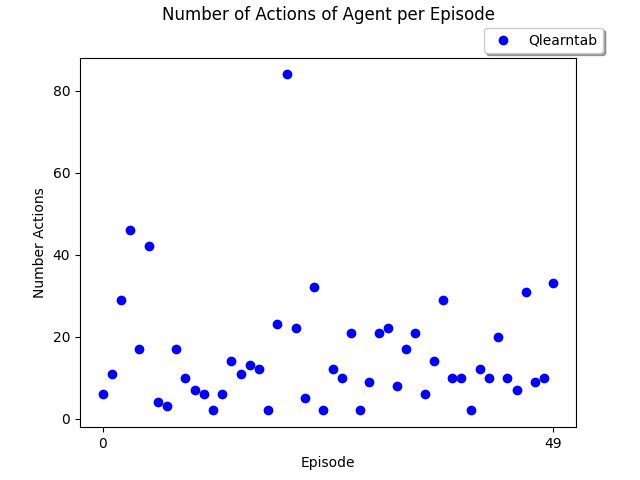 Number of Actions of Agent per Episode
Qlearntab
80
60
40
20
0
Number Actions
0 49
Episode